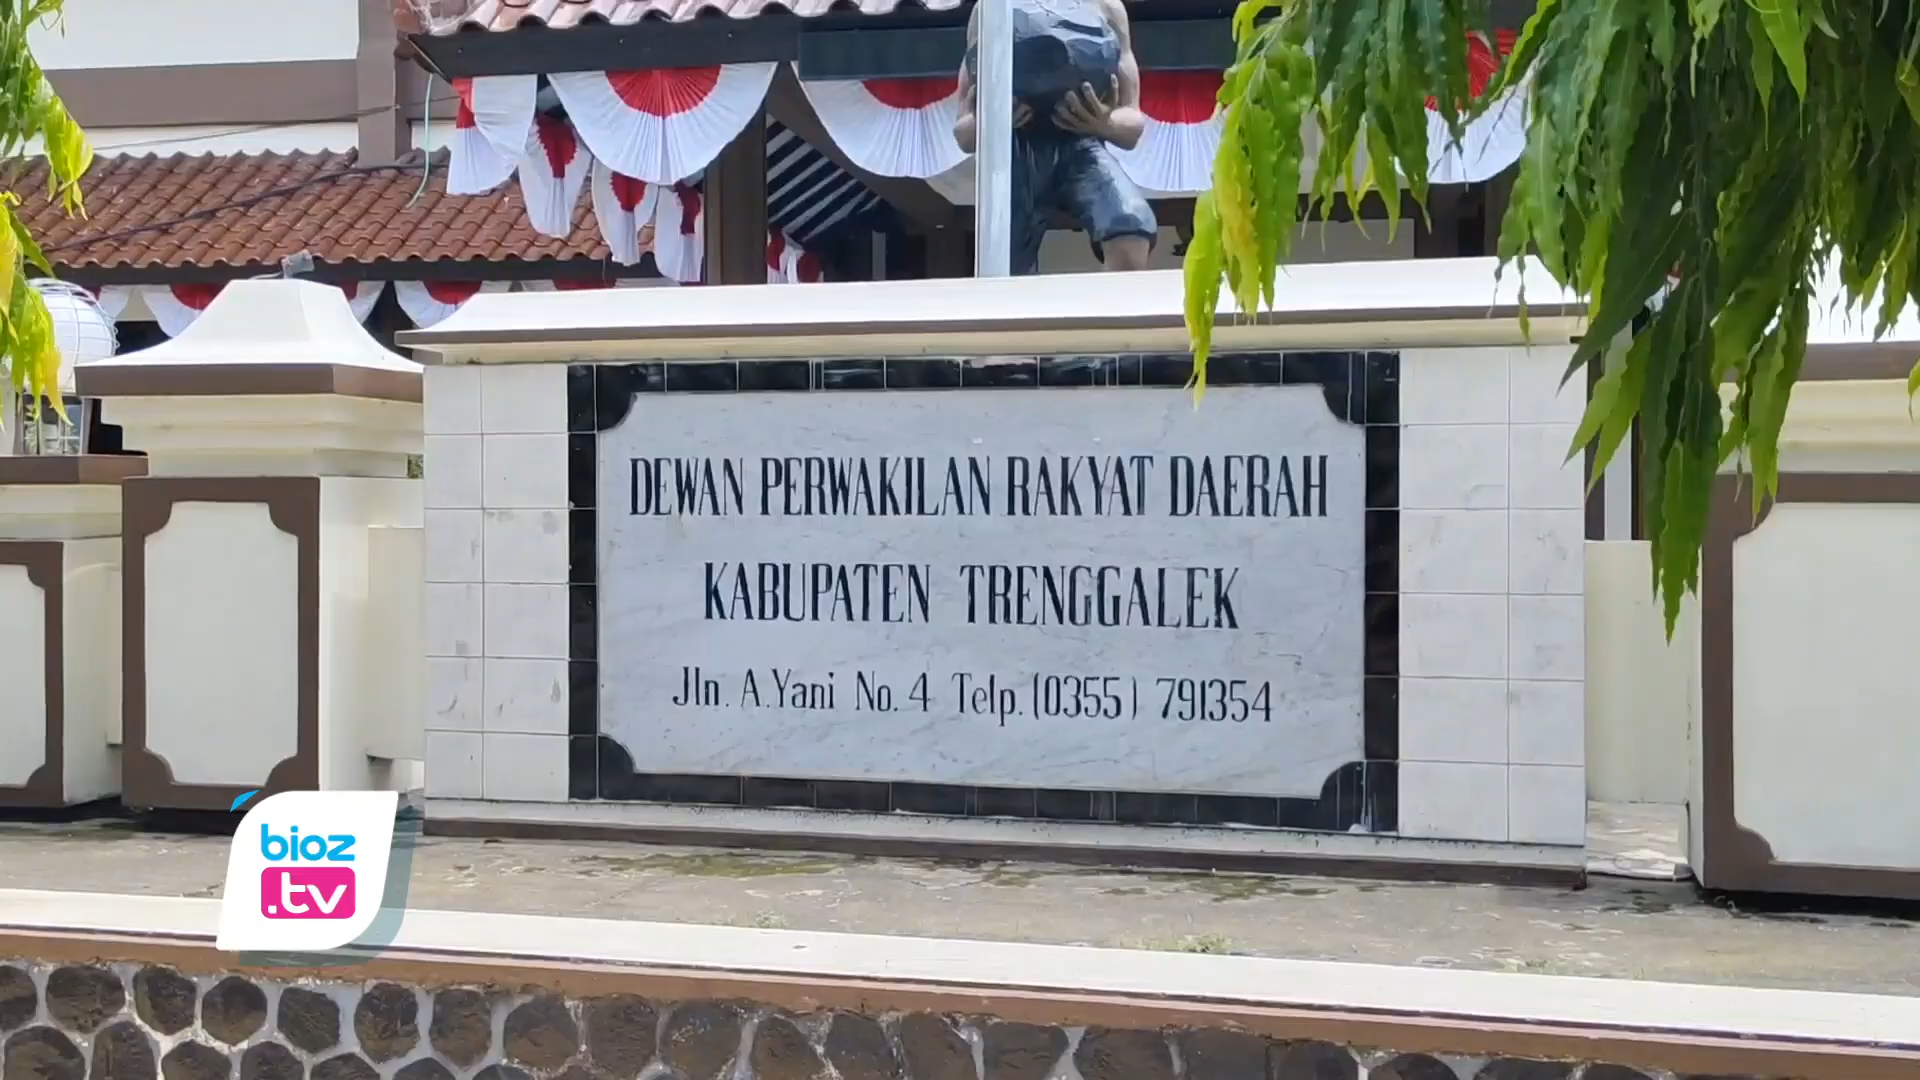 DEWAN PERWAKILAN RAKYAT DAERAH
KABUPATEN TRENGGALEK
Jln. A.Yani No. 4 Telp. (0355) 791354
bioz
.tv